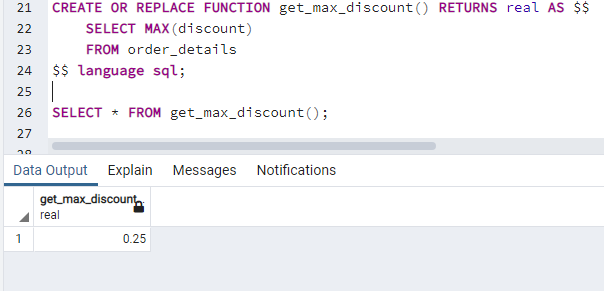 21 CREATE OR REPLACE FUNCTION get_max_discount() RETURNS real AS $$
22 SELECT MAX(discount)
23 FROM order_details
24 $$ language sql;
25
26 SELECT * FROM get_max_discount();
27
Data Output Explain Messages Notifications
get_max_discount
real
1 0.25